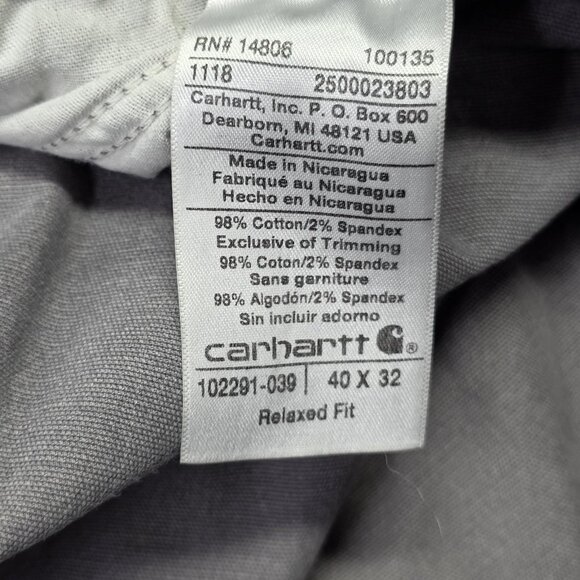 RN# 14806 100135
1118 2500023803
Carhartt, Inc. P. O. Box 600
Dearborn, MI 48121 USA
Carhartt.com
Made in Nicaragua
Fabriqué au Nicaragua
Hecho en Nicaragua
98% Cotton/2% Spandex
Exclusive of Trimming
98% Coton/2% Spandex
Sans garniture
98% Algodón/2% Spandex
Sin incluir adorno
carhartt ®
102291-039 | 40 X 32
Relaxed Fit